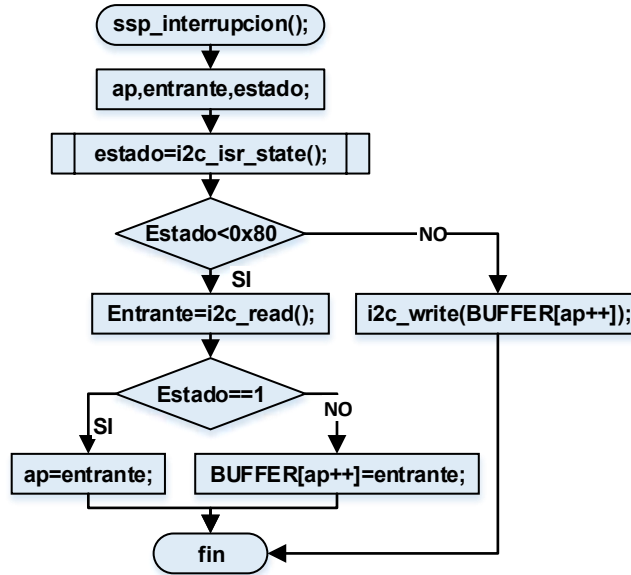 ssp_interrupcion();
ap,entrante,estado;
estado=i2c_isr_state();
Estado<0x80
NO
SI
Entrante=i2c_read();
i2c_write(BUFFER[ap++]);
Estado==1
SI
NO
ap=entrante;
BUFFER[ap++]=entrante;
fin